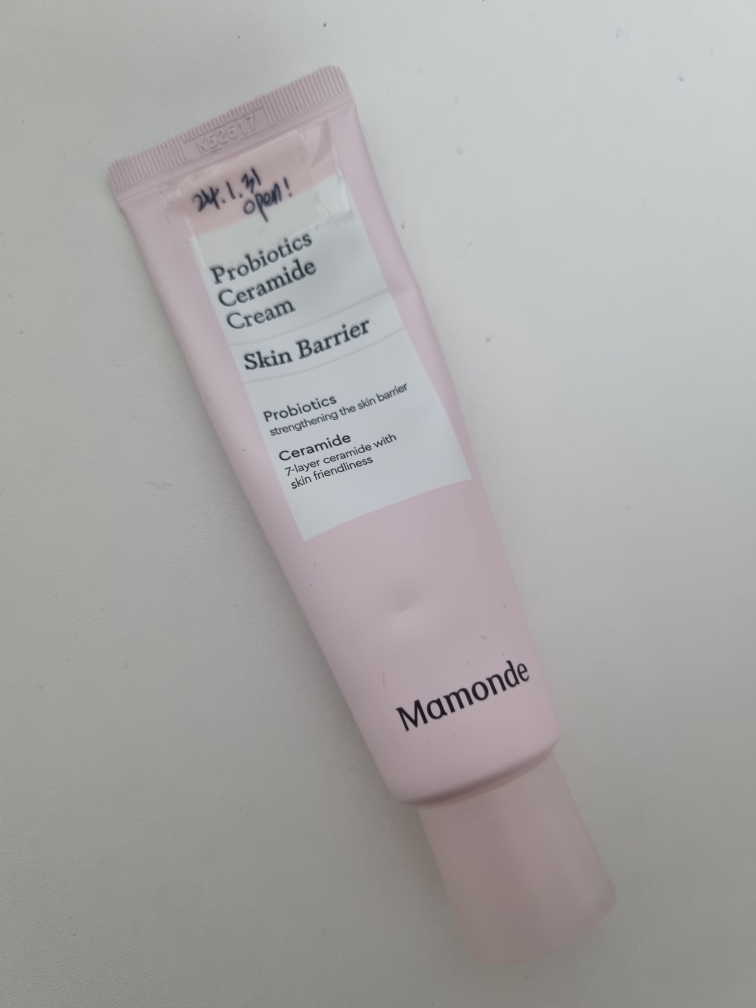 K52617
24.1.31
open!
Probiotics
Ceramide
Cream
Skin Barrier
Probiotics
strengthening the skin barrier
Ceramide
7-layer ceramide with
skin friendliness
Mamonde